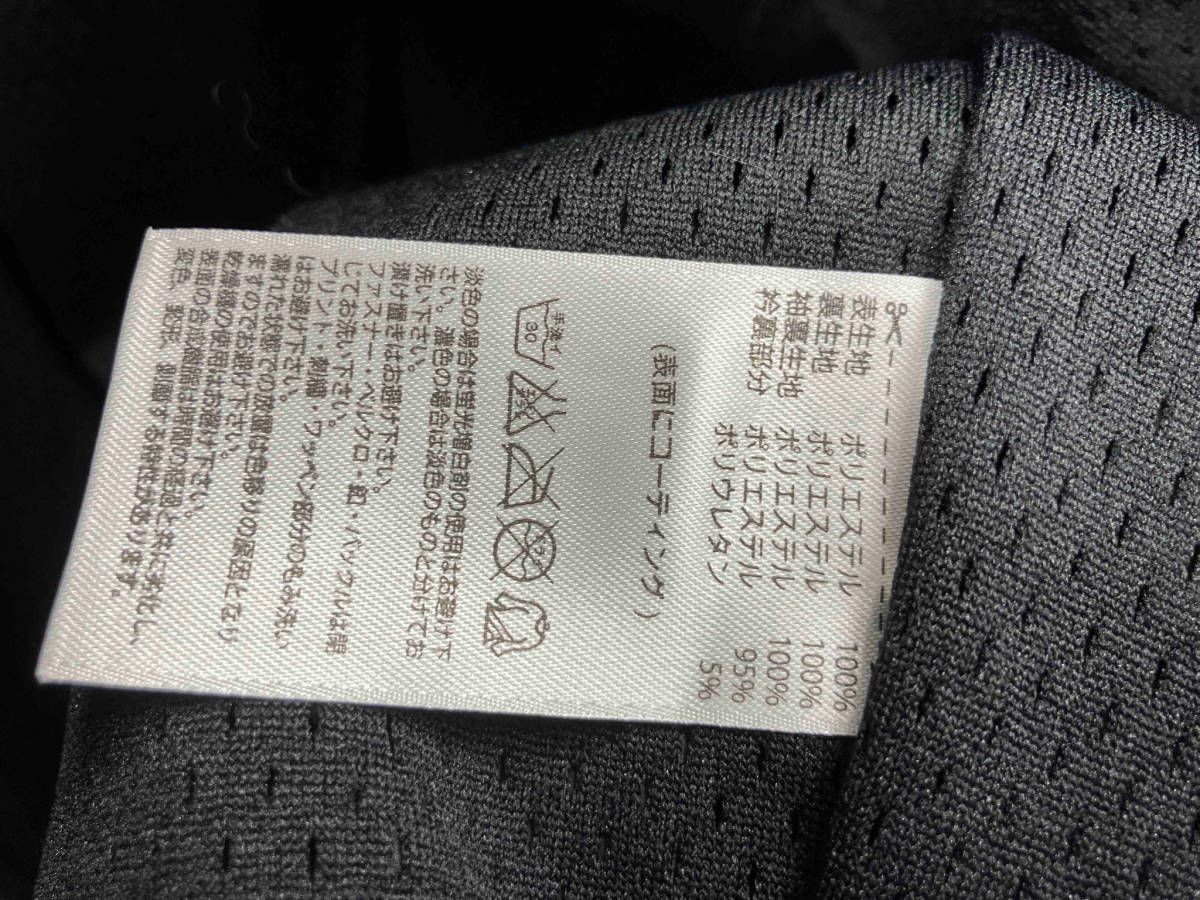 表生地 ポリエステル 100%
裏生地 ポリエステル 100%
袖裏生地 ポリエステル 100%
衿裏部分 ポリエステル 95%
ポリウレタン 5%
(表面にコーティング)
手洗イ
30
淡色の場合は蛍光増白剤の使用はお避け下
さい。濃色の場合は淡色のものと分けてお
洗い下さい。
漬け置きはお避け下さい。
ファスナー・ベルクロ・釦・バックルは閉
じてお洗い下さい。
プリント・刺繍・ワッペン部分のもみ洗い
はお避け下さい。
濡れた状態での放置は色移りの原因となり
ますのでお避け下さい。
乾燥機の使用はお避け下さい。
表面の合成樹脂は時間の経過と共に劣化し、
変色、変形、剥離する特性があります。